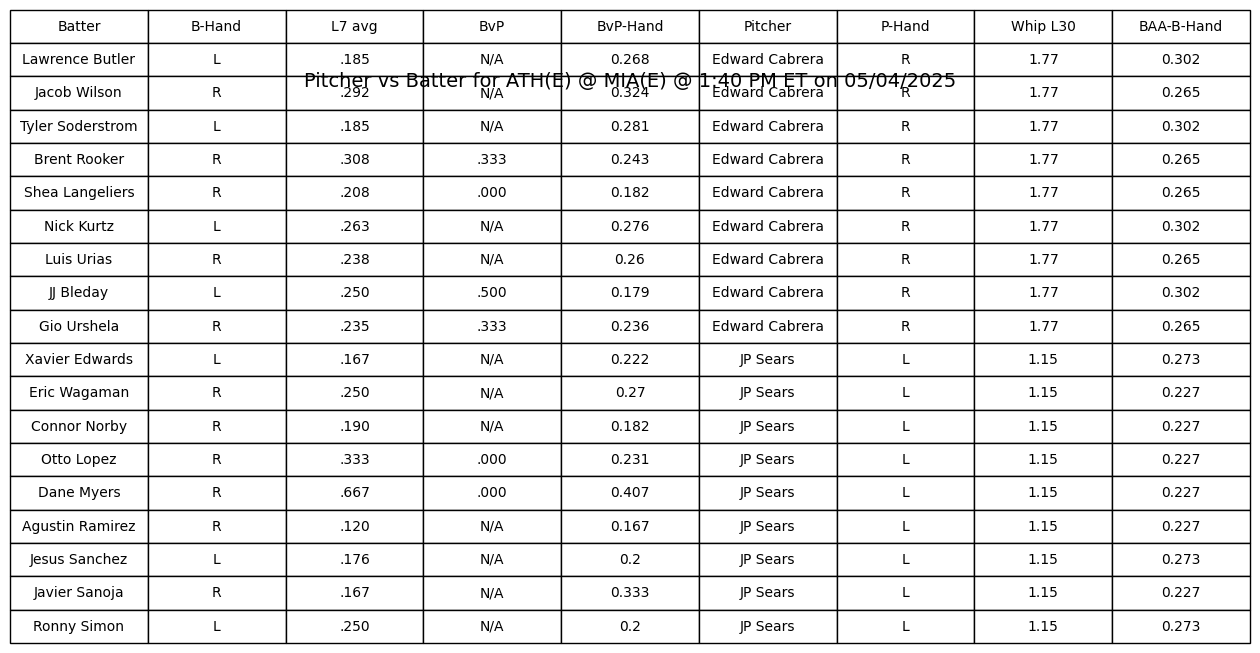 Batter B-Hand L7 avg BvP BvP-Hand Pitcher P-Hand Whip L30 BAA-B-Hand
Lawrence Butler L .185 N/A 0.268 Edward Cabrera R 1.77 0.302
Pitcher vs Batter for ATH(E) @ MIA(E) @ 1:40 PM ET on 05/04/2025
Jacob Wilson R .292 N/A 0.324 Edward Cabrera R 1.77 0.265
Tyler Soderstrom L .185 N/A 0.281 Edward Cabrera R 1.77 0.302
Brent Rooker R .308 .333 0.243 Edward Cabrera R 1.77 0.265
Shea Langeliers R .208 .000 0.182 Edward Cabrera R 1.77 0.265
Nick Kurtz L .263 N/A 0.276 Edward Cabrera R 1.77 0.302
Luis Urias R .238 N/A 0.26 Edward Cabrera R 1.77 0.265
JJ Bleday L .250 .500 0.179 Edward Cabrera R 1.77 0.302
Gio Urshela R .235 .333 0.236 Edward Cabrera R 1.77 0.265
Xavier Edwards L .167 N/A 0.222 JP Sears L 1.15 0.273
Eric Wagaman R .250 N/A 0.27 JP Sears L 1.15 0.227
Connor Norby R .190 N/A 0.182 JP Sears L 1.15 0.227
Otto Lopez R .333 .000 0.231 JP Sears L 1.15 0.227
Dane Myers R .667 .000 0.407 JP Sears L 1.15 0.227
Agustin Ramirez R .120 N/A 0.167 JP Sears L 1.15 0.227
Jesus Sanchez L .176 N/A 0.2 JP Sears L 1.15 0.273
Javier Sanoja R .167 N/A 0.333 JP Sears L 1.15 0.227
Ronny Simon L .250 N/A 0.2 JP Sears L 1.15 0.273